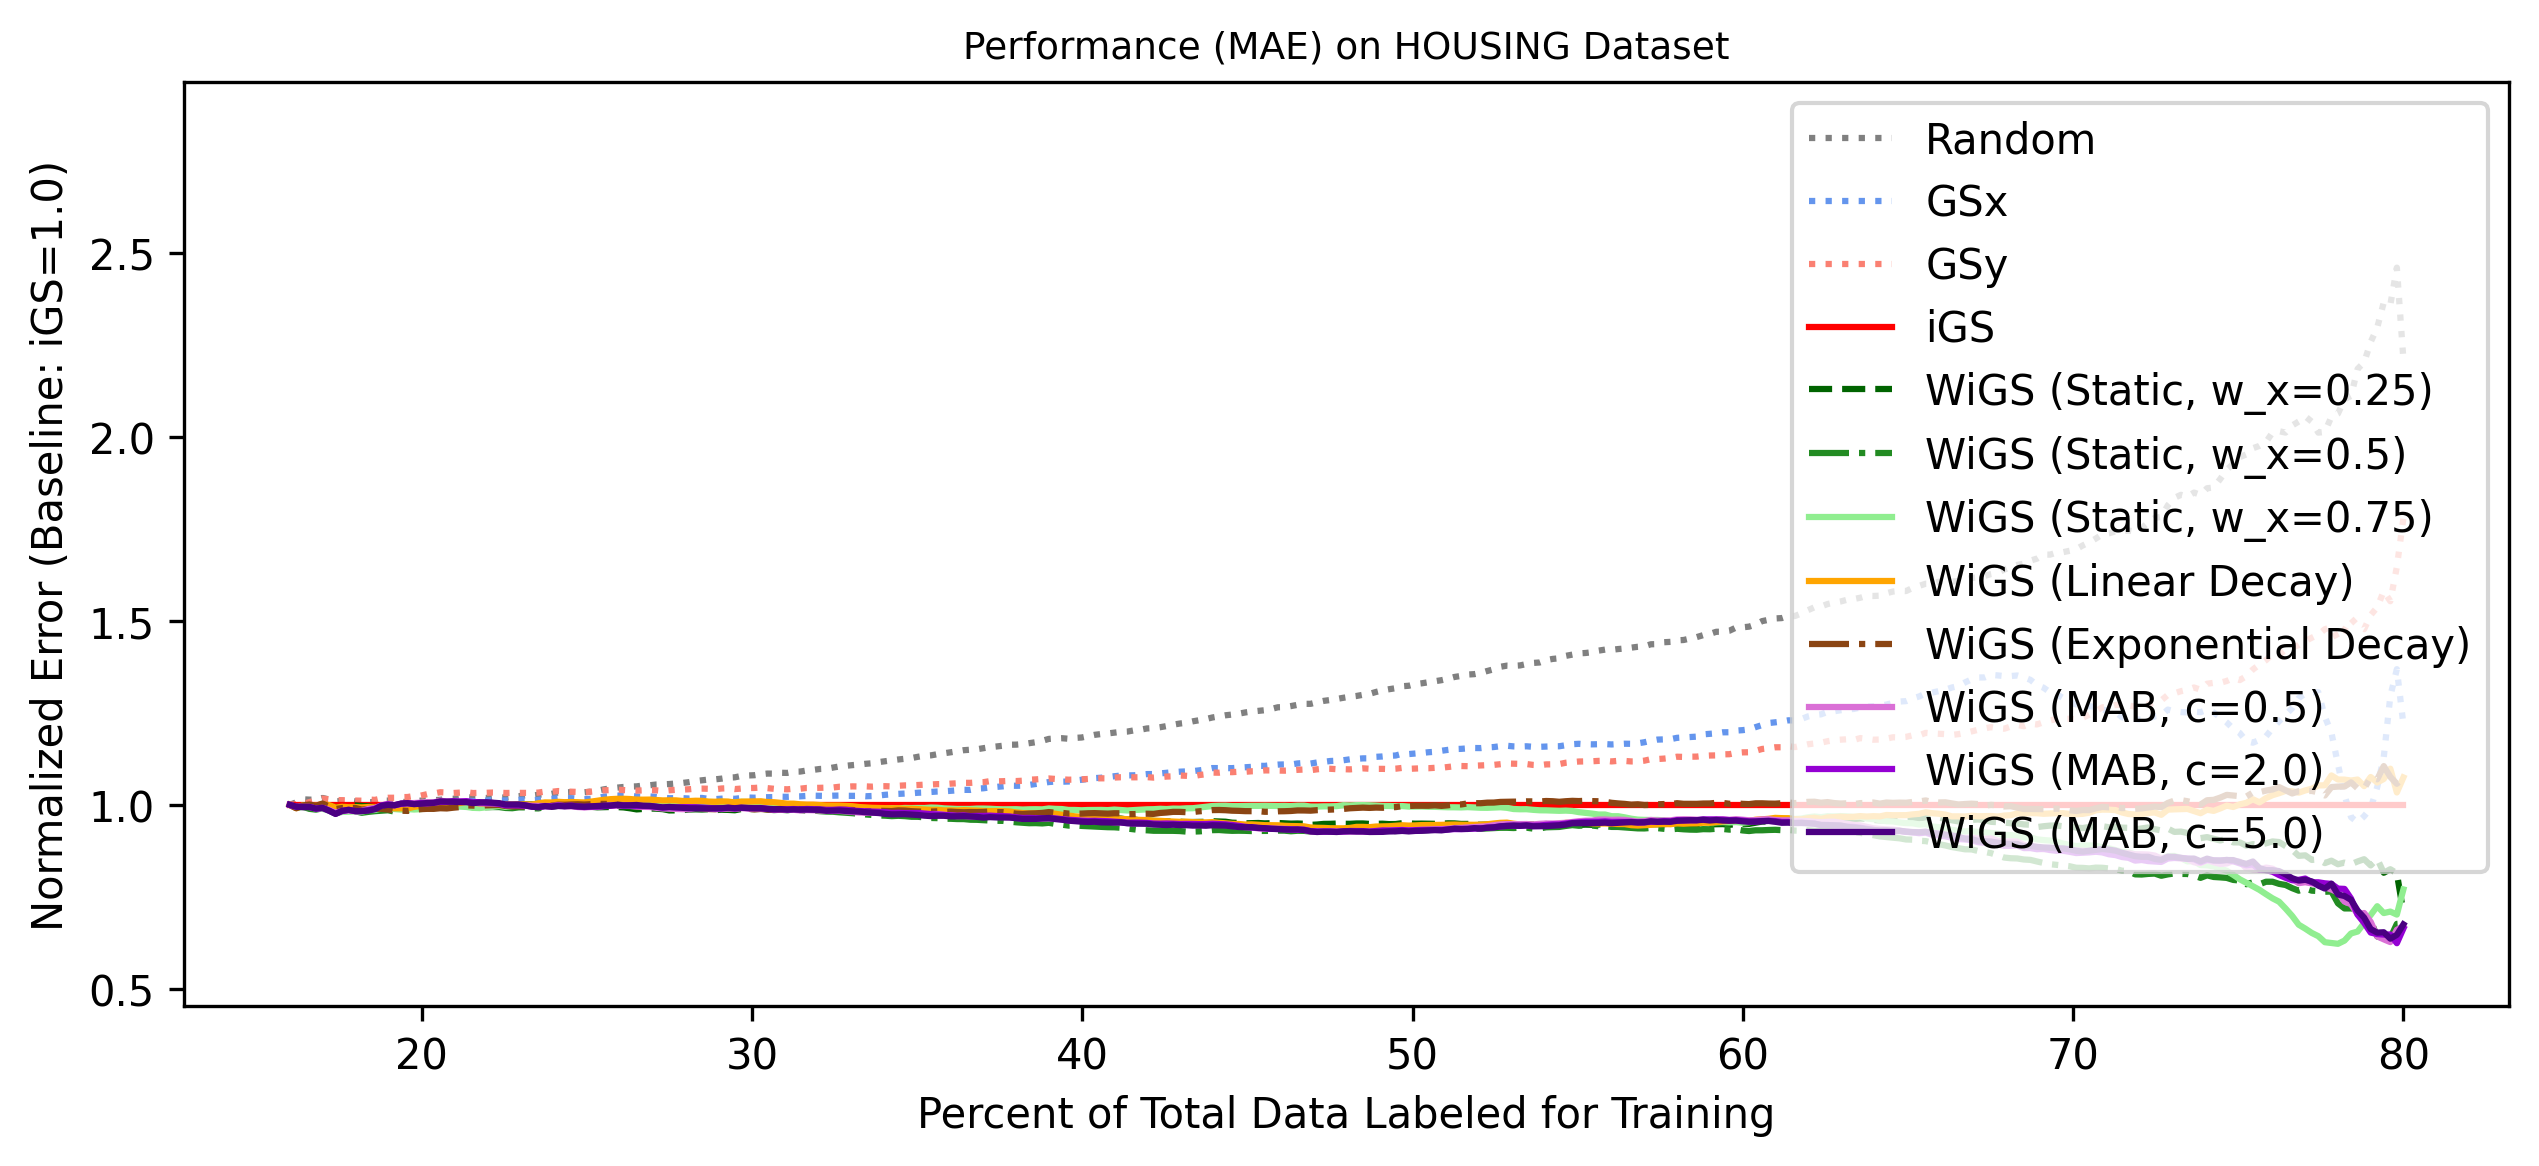 Performance (MAE) on HOUSING Dataset
Normalized Error (Baseline: iGS=1.0)
2.5
2.0
1.5
1.0
0.5
Random
GSx
GSy
iGS
WiGS (Static, w_x=0.25)
WiGS (Static, w_x=0.5)
WiGS (Static, w_x=0.75)
WiGS (Linear Decay)
WiGS (Exponential Decay)
WiGS (MAB, c=0.5)
WiGS (MAB, c=2.0)
WiGS (MAB, c=5.0)
20 30 40 50 60 70 80
Percent of Total Data Labeled for Training